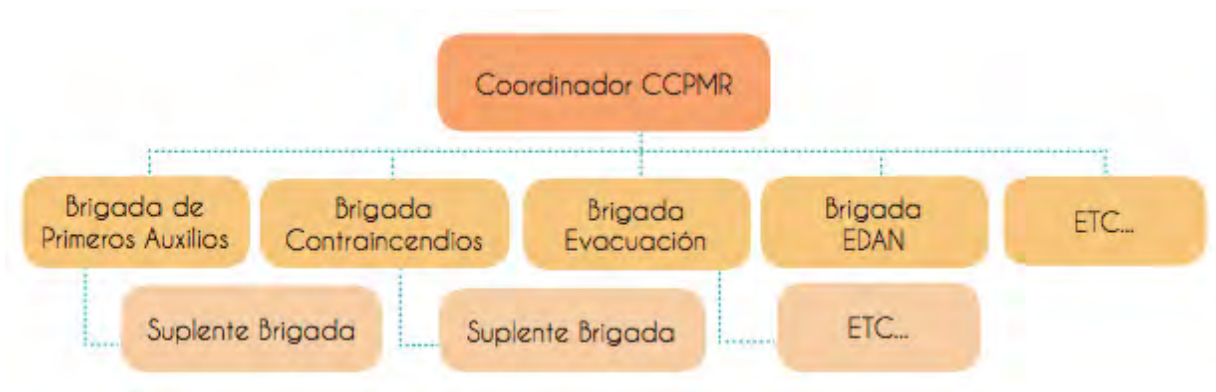 Coordinador CCPMR
Brigada de
Primeros Auxilios
Brigada
Contraincendios
Brigada
Evacuación
Brigada
EDAN
ETC...
Suplente Brigada
Suplente Brigada
ETC...